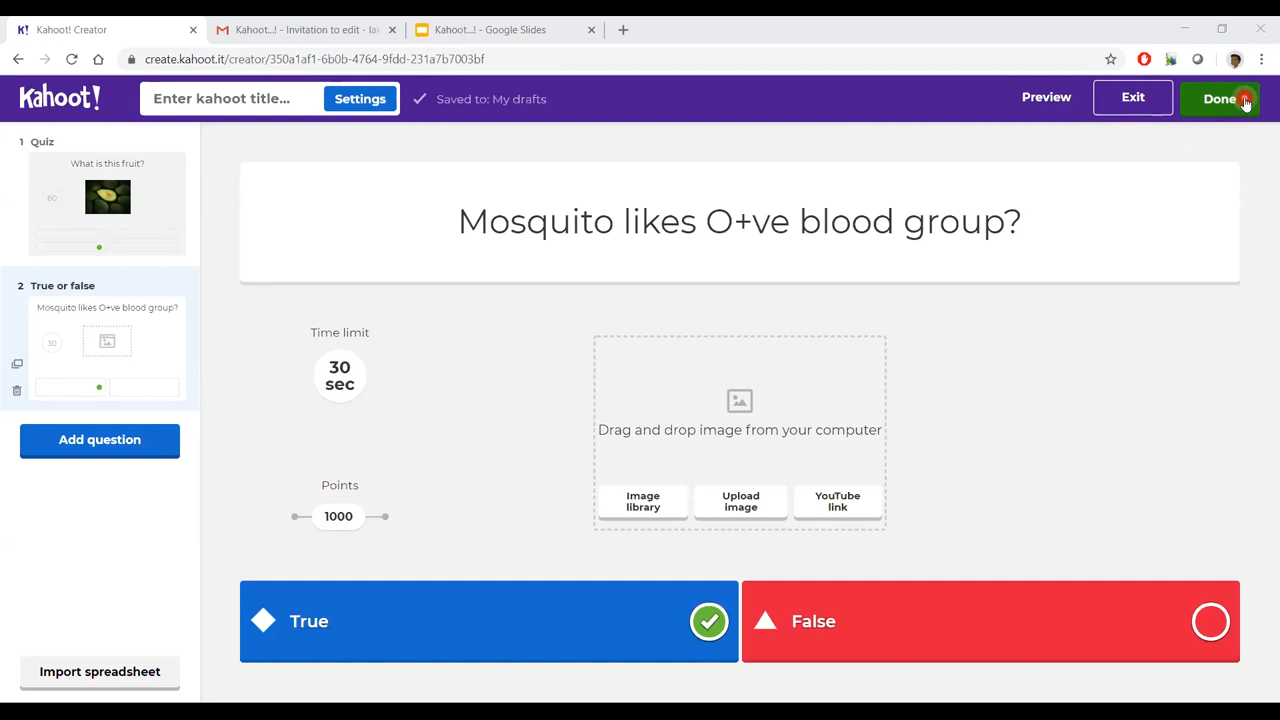 Kahoot! Creator
Kahoot...! - Invitation to edit - lak
Kahoot...! - Google Slides
create.kahoot.it/creator/350a1af1-6b0b-4764-9fdd-231a7b7003bf
Kahoot!
Enter kahoot title...
Settings
Saved to: My drafts
Preview
Exit
Done
1 Quiz
What is this fruit?
60
2 True or false
Mosquito likes O+ve blood group?
30
Add question
Import spreadsheet
Mosquito likes O+ve blood group?
Time limit
30
sec
Points
1000
Drag and drop image from your computer
Image
library
Upload
image
YouTube
link
True
False